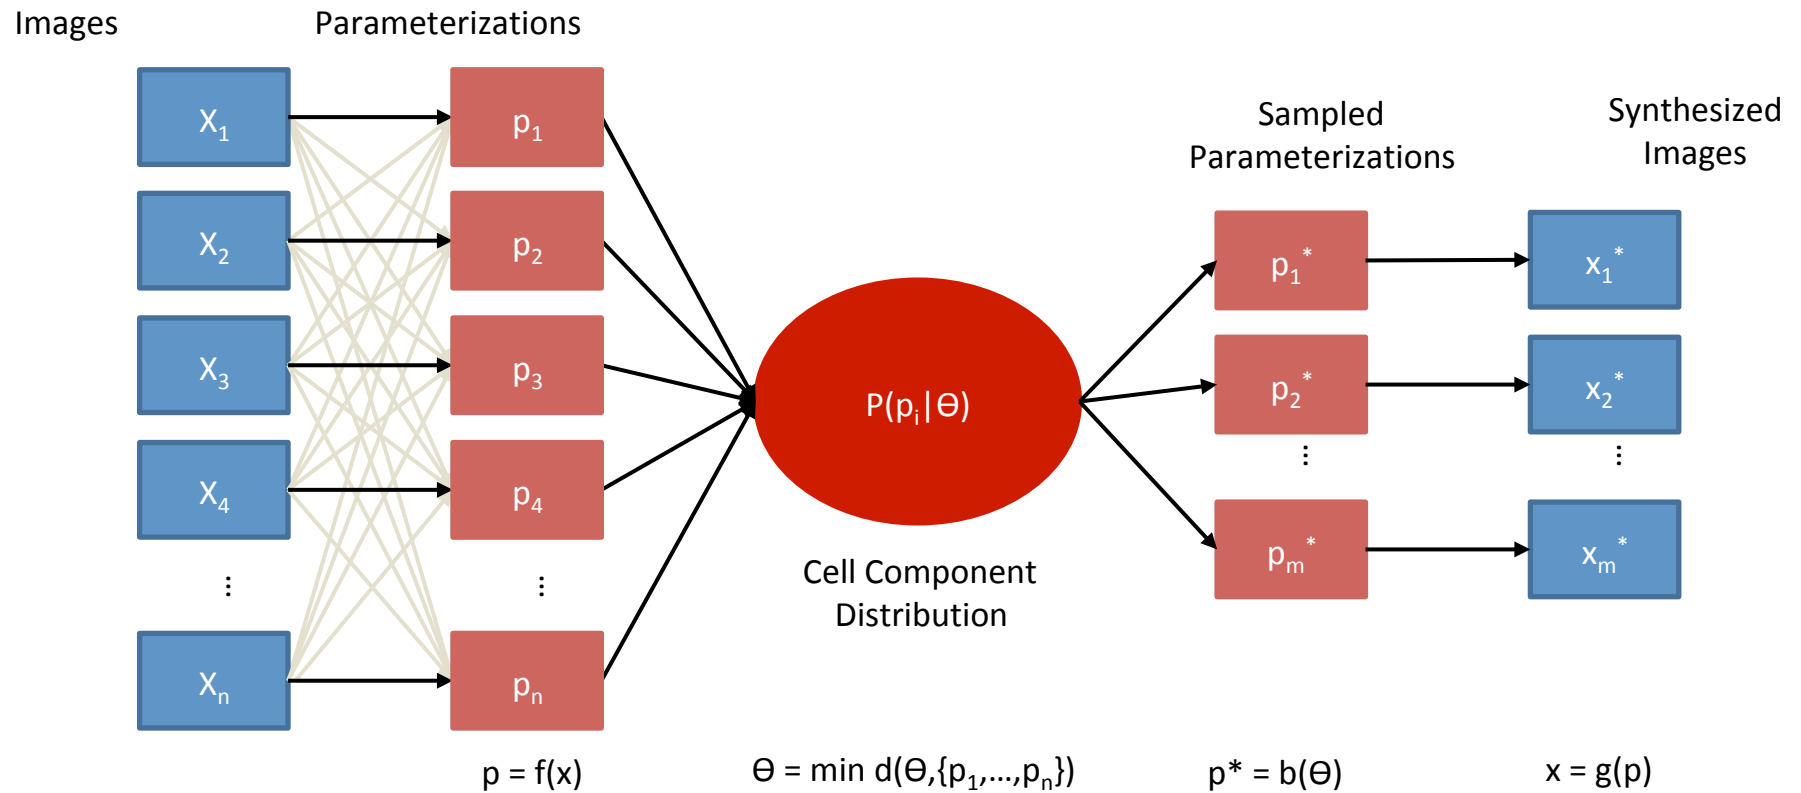 Images
Parameterizations
X₁
X₂
X₃
X₄
⋮
Xₙ
p₁
p₂
p₃
p₄
⋮
pₙ
P(pᵢ|Θ)
Cell Component
Distribution
Sampled
Parameterizations
p₁*
p₂*
⋮
pₘ*
Synthesized
Images
x₁*
x₂*
⋮
xₘ*
p = f(x)
Θ = min d(Θ,{p₁,…,pₙ})
p* = b(Θ)
x = g(p)